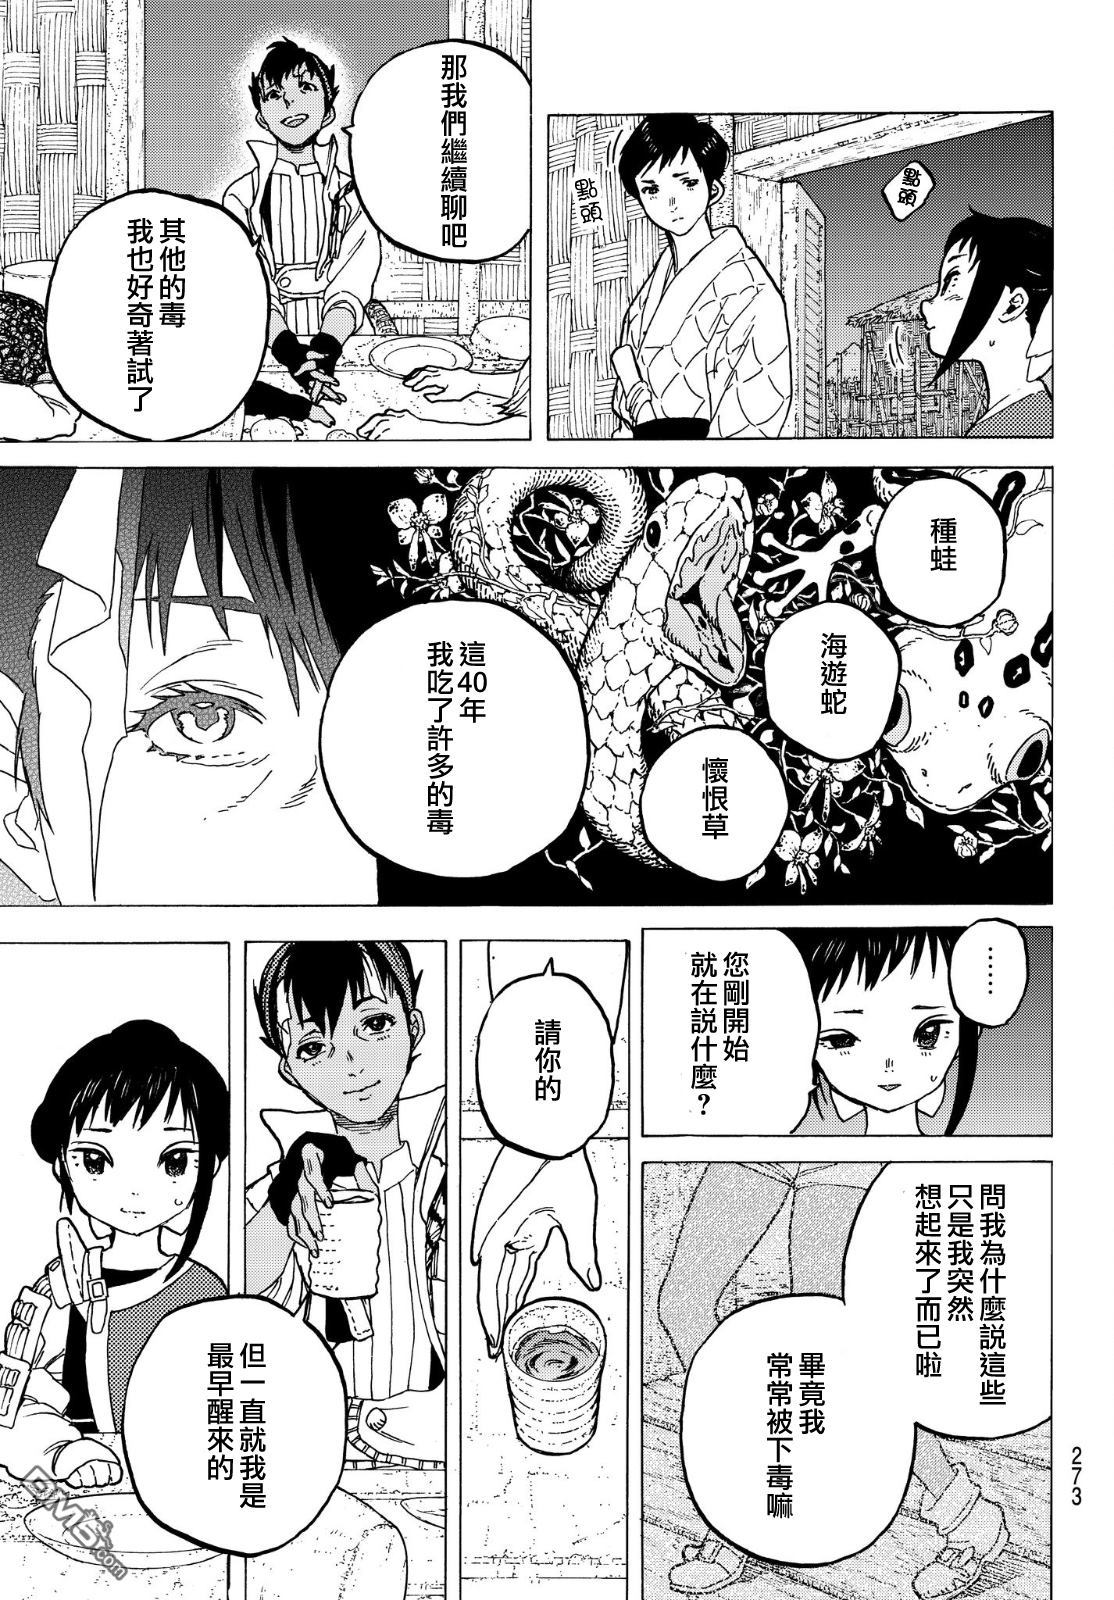 點頭
點頭
那我們繼續聊吧
其他的毒
我也好奇著試了
種蛙
海遊蛇
懷恨草
這40年
我吃了許多的毒
……
您剛開始
就在説什麼？
問我為什麼説這些
只是我突然
想起來了而已啦
畢竟我
常常被下毒嘛
請你的
但一直就我是
最早醒來的
273